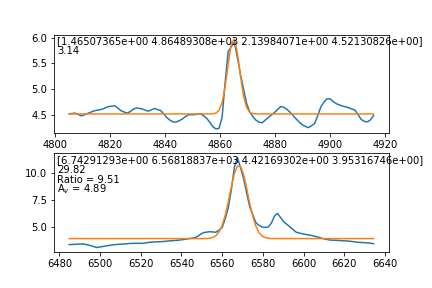 [1.46507365e+00 4.86489308e+03 2.13984071e+00 4.52130826e+00]
3.14
6.0
5.5
5.0
4.5
4800 4820 4840 4860 4880 4900 4920
[6.74291293e+00 6.56818837e+03 4.42169302e+00 3.95316746e+00]
29.82
Ratio = 9.51
Aᵥ = 4.89
10.0
7.5
5.0
6480 6500 6520 6540 6560 6580 6600 6620 6640